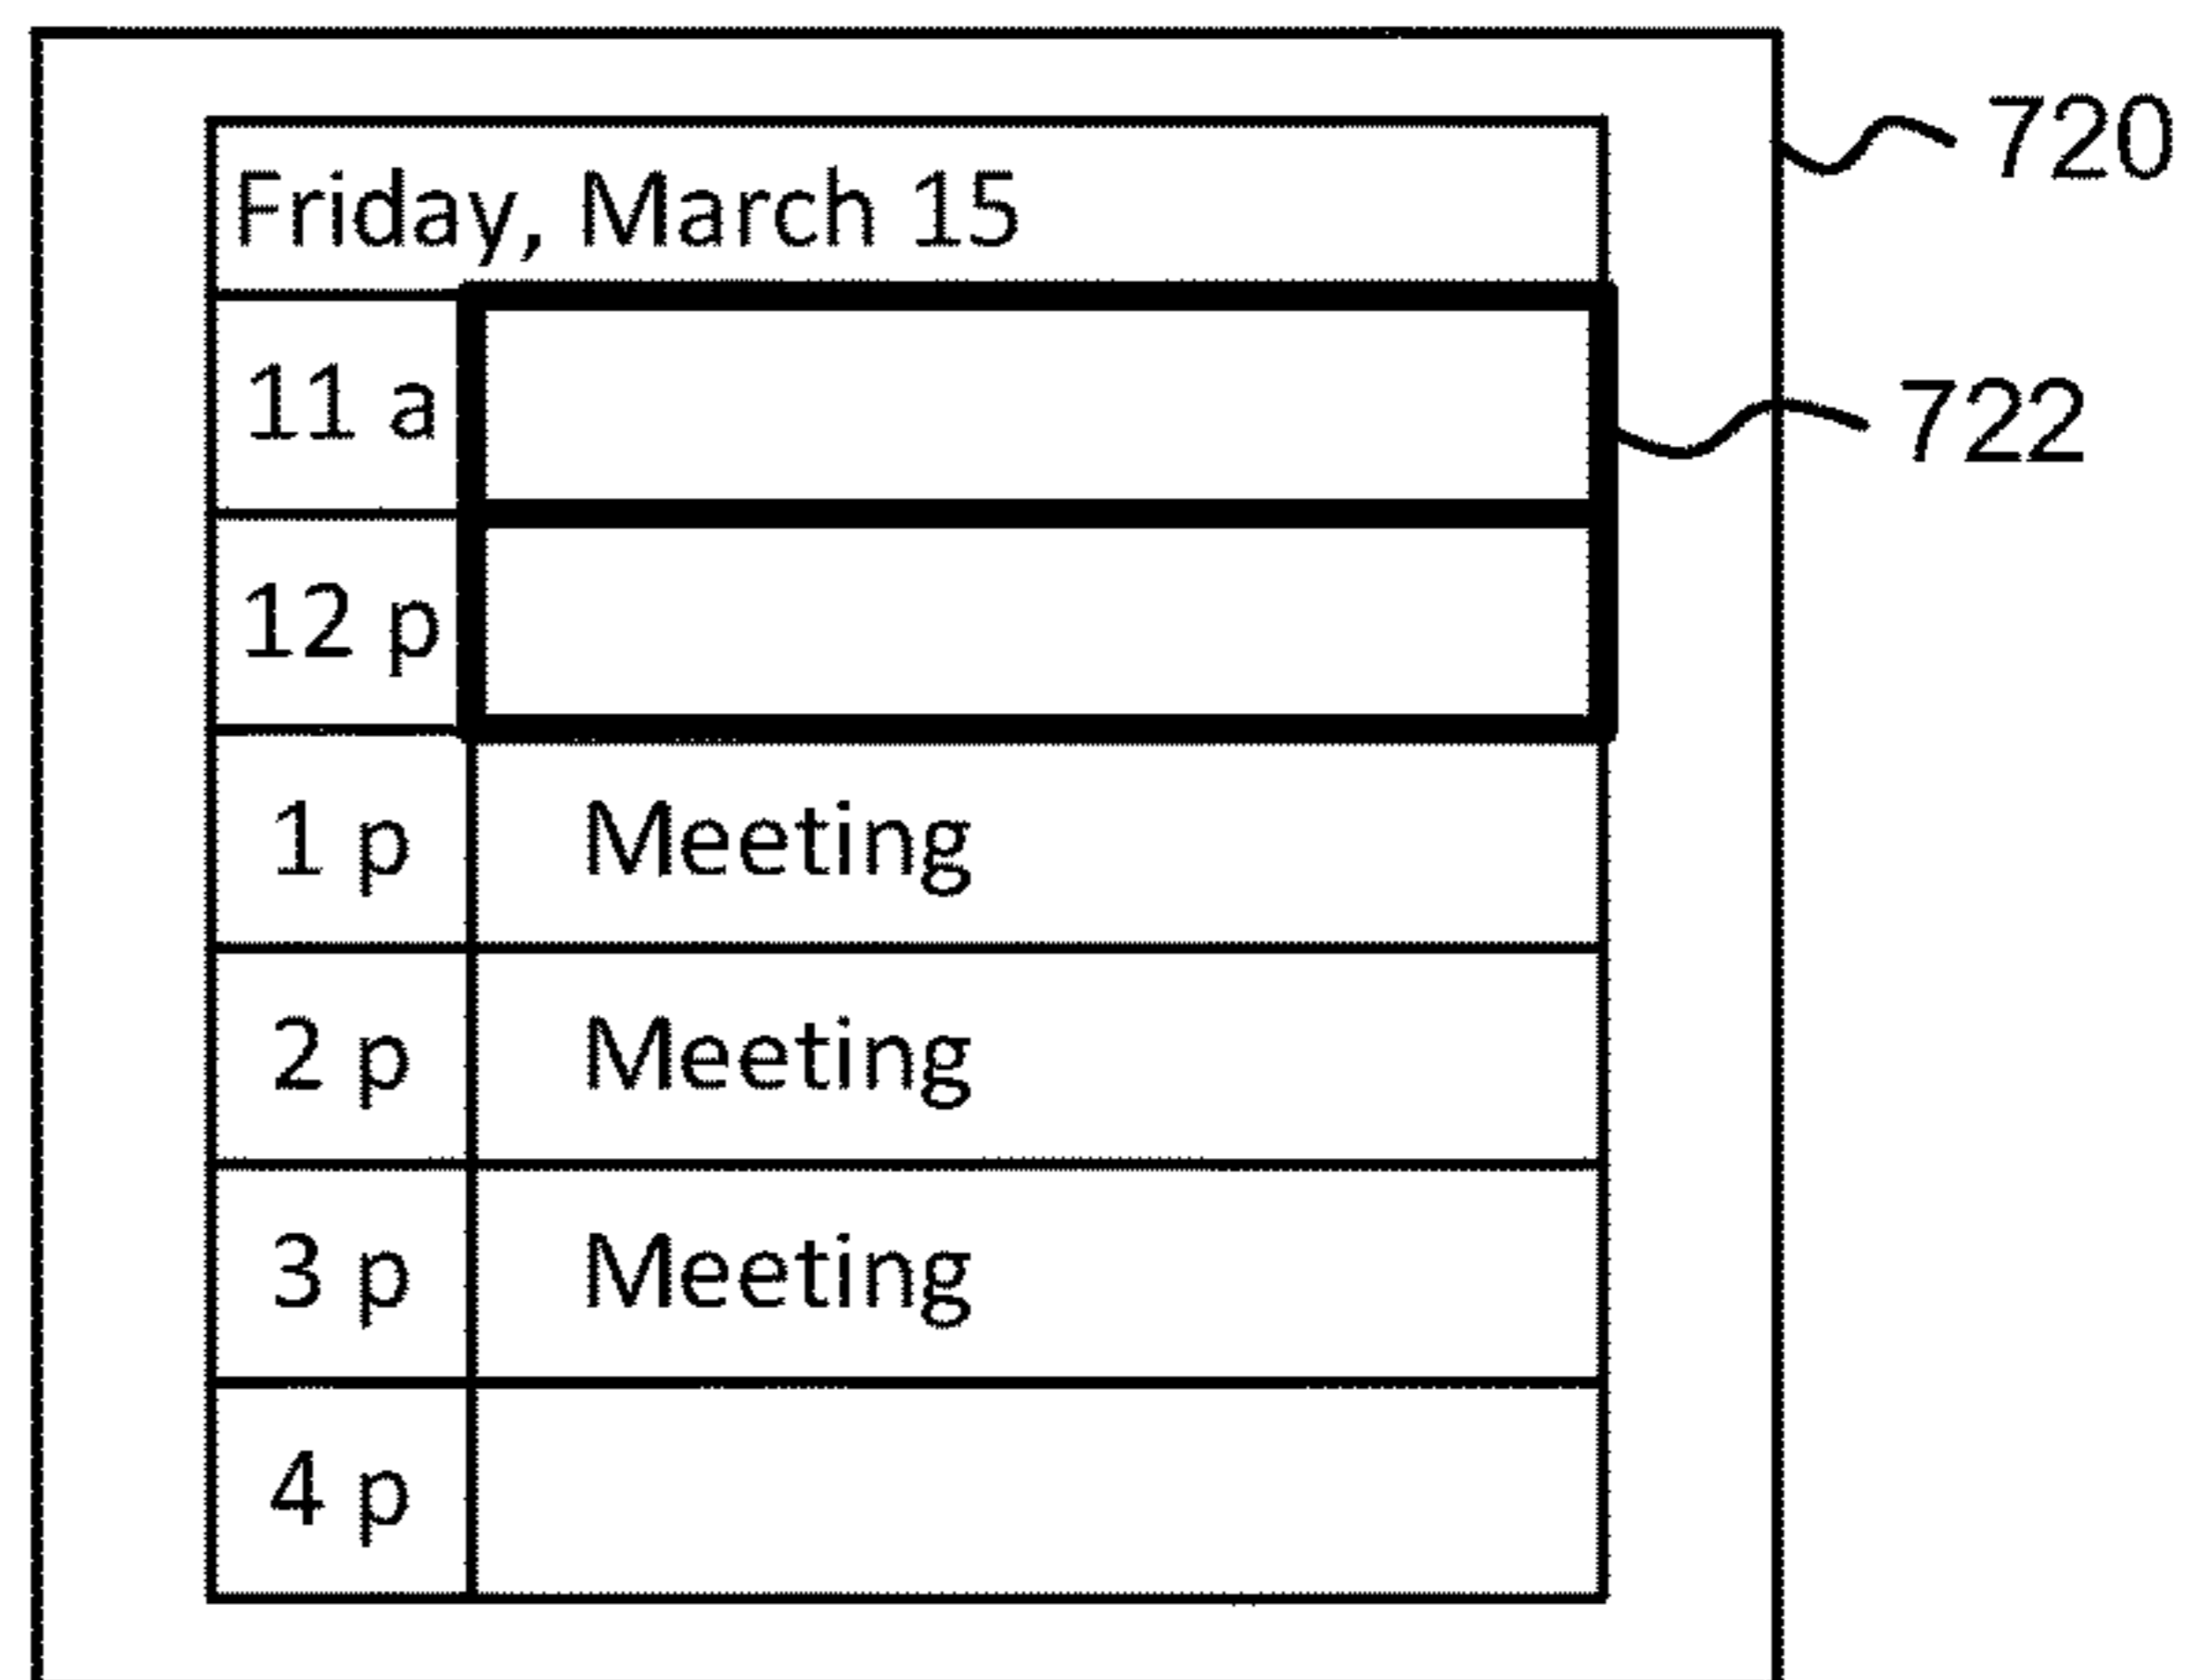 720
Friday, March 15
11 a
722
12 p
1 p Meeting
2 p Meeting
3 p Meeting
4 p